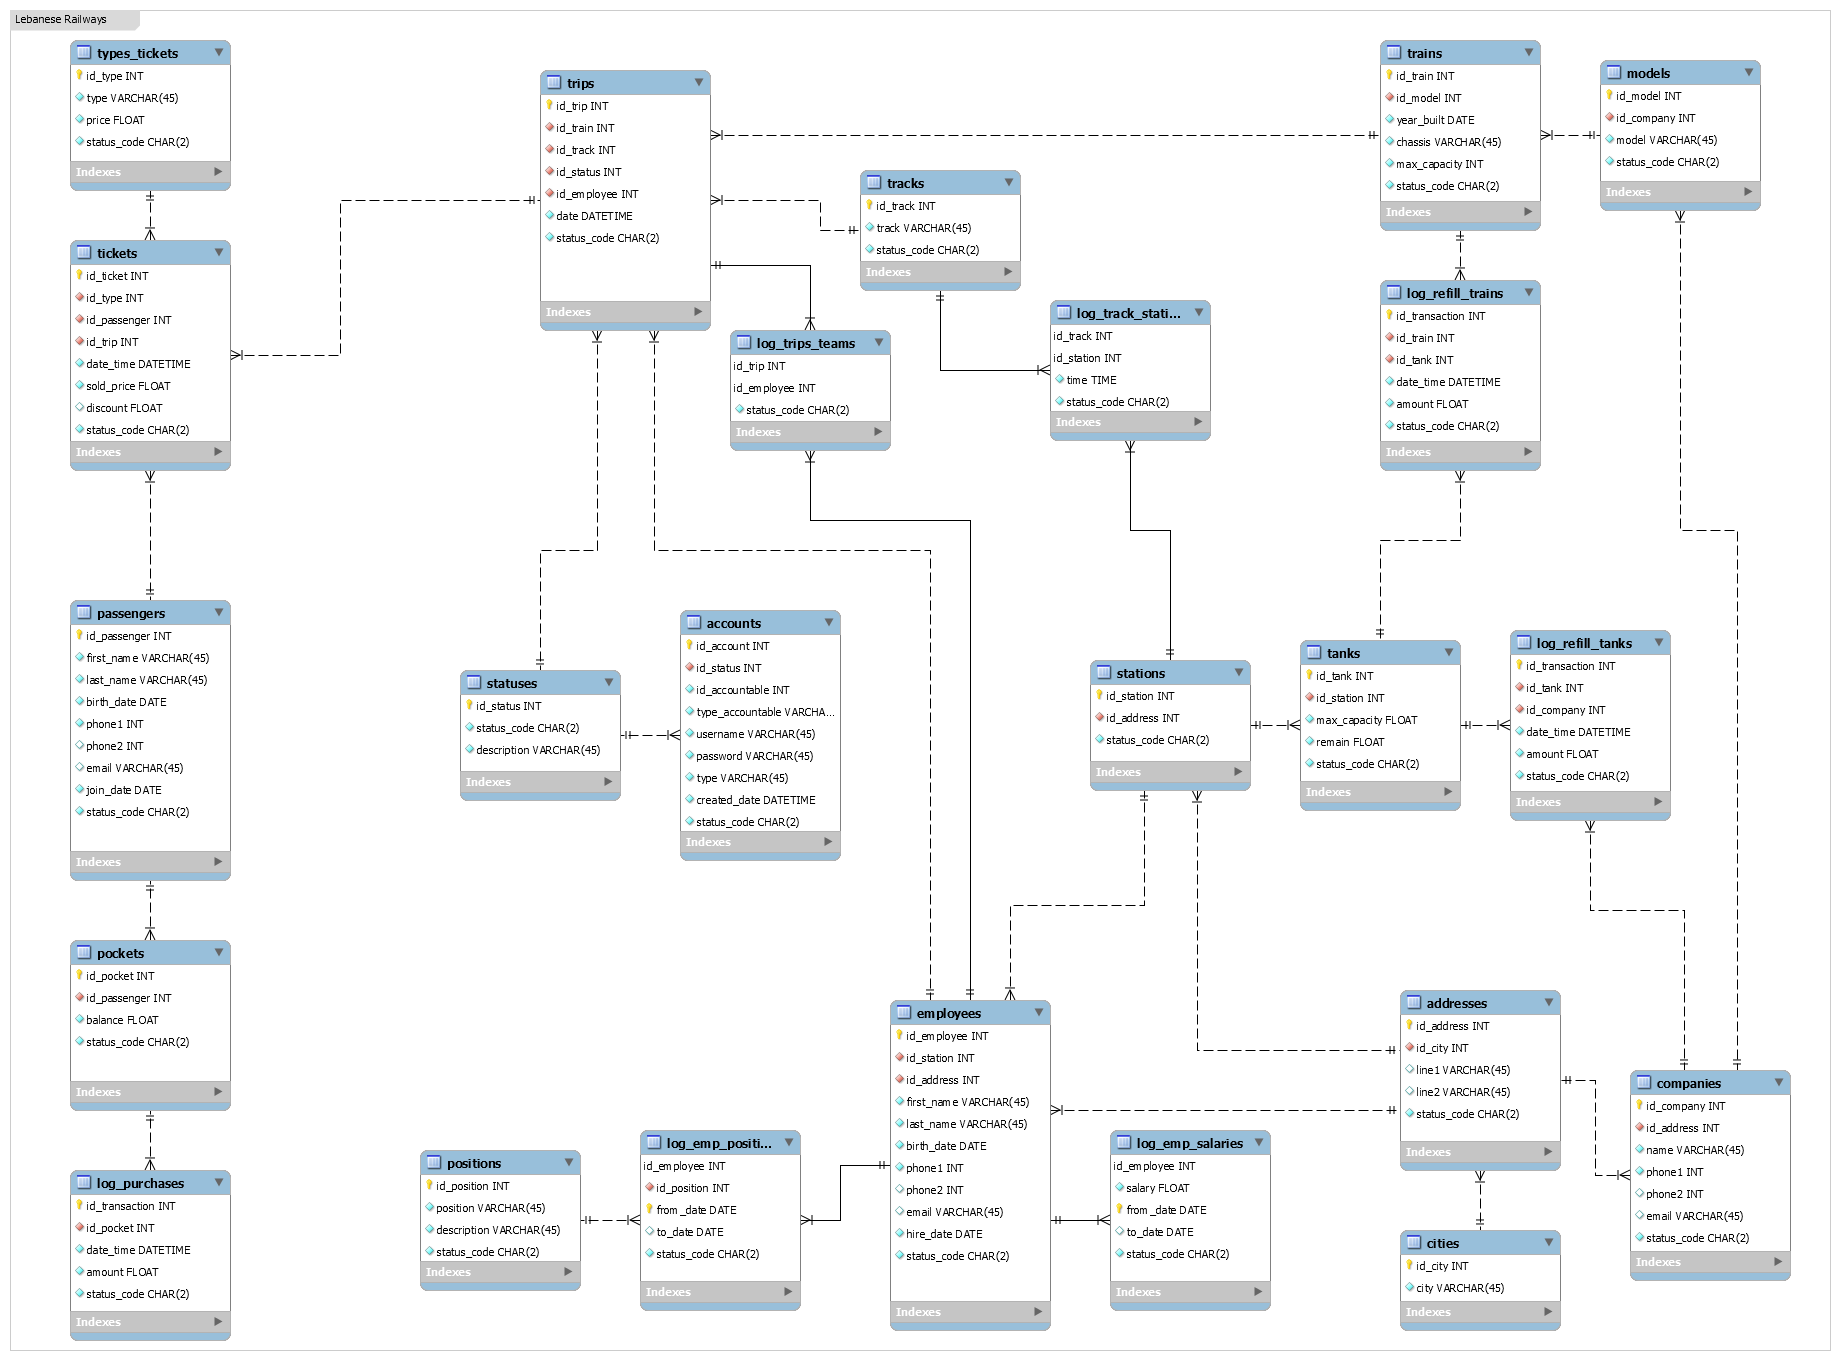 Lebanese Railways
types_tickets
id_type INT
type VARCHAR(45)
price FLOAT
status_code CHAR(2)
Indexes
tickets
id_ticket INT
id_type INT
id_passenger INT
id_trip INT
date_time DATETIME
sold_price FLOAT
discount FLOAT
status_code CHAR(2)
Indexes
passengers
id_passenger INT
first_name VARCHAR(45)
last_name VARCHAR(45)
birth_date DATE
phone1 INT
phone2 INT
email VARCHAR(45)
join_date DATE
status_code CHAR(2)
Indexes
pockets
id_pocket INT
id_passenger INT
balance FLOAT
status_code CHAR(2)
Indexes
log_purchases
id_transaction INT
id_pocket INT
date_time DATETIME
amount FLOAT
status_code CHAR(2)
Indexes
trips
id_trip INT
id_train INT
id_track INT
id_status INT
id_employee INT
date DATETIME
status_code CHAR(2)
Indexes
tracks
id_track INT
track VARCHAR(45)
status_code CHAR(2)
Indexes
log_trips_teams
id_trip INT
id_employee INT
status_code CHAR(2)
Indexes
log_track_stati...
id_track INT
id_station INT
time TIME
status_code CHAR(2)
Indexes
trains
id_train INT
id_model INT
year_built DATE
chassis VARCHAR(45)
max_capacity INT
status_code CHAR(2)
Indexes
models
id_model INT
id_company INT
model VARCHAR(45)
status_code CHAR(2)
Indexes
log_refill_trains
id_transaction INT
id_train INT
id_tank INT
date_time DATETIME
amount FLOAT
status_code CHAR(2)
Indexes
statuses
id_status INT
status_code CHAR(2)
description VARCHAR(45)
Indexes
accounts
id_account INT
id_status INT
id_accountable INT
type_accountable VARCHA...
username VARCHAR(45)
password VARCHAR(45)
type VARCHAR(45)
created_date DATETIME
status_code CHAR(2)
Indexes
stations
id_station INT
id_address INT
status_code CHAR(2)
Indexes
tanks
id_tank INT
id_station INT
max_capacity FLOAT
remain FLOAT
status_code CHAR(2)
Indexes
log_refill_tanks
id_transaction INT
id_tank INT
id_company INT
date_time DATETIME
amount FLOAT
status_code CHAR(2)
Indexes
positions
id_position INT
position VARCHAR(45)
description VARCHAR(45)
status_code CHAR(2)
Indexes
log_emp_positi...
id_employee INT
id_position INT
from_date DATE
to_date DATE
status_code CHAR(2)
Indexes
employees
id_employee INT
id_station INT
id_address INT
first_name VARCHAR(45)
last_name VARCHAR(45)
birth_date DATE
phone1 INT
phone2 INT
email VARCHAR(45)
hire_date DATE
status_code CHAR(2)
Indexes
log_emp_salaries
id_employee INT
salary FLOAT
from_date DATE
to_date DATE
status_code CHAR(2)
Indexes
addresses
id_address INT
id_city INT
line1 VARCHAR(45)
line2 VARCHAR(45)
status_code CHAR(2)
Indexes
cities
id_city INT
city VARCHAR(45)
Indexes
companies
id_company INT
id_address INT
name VARCHAR(45)
phone1 INT
phone2 INT
email VARCHAR(45)
status_code CHAR(2)
Indexes